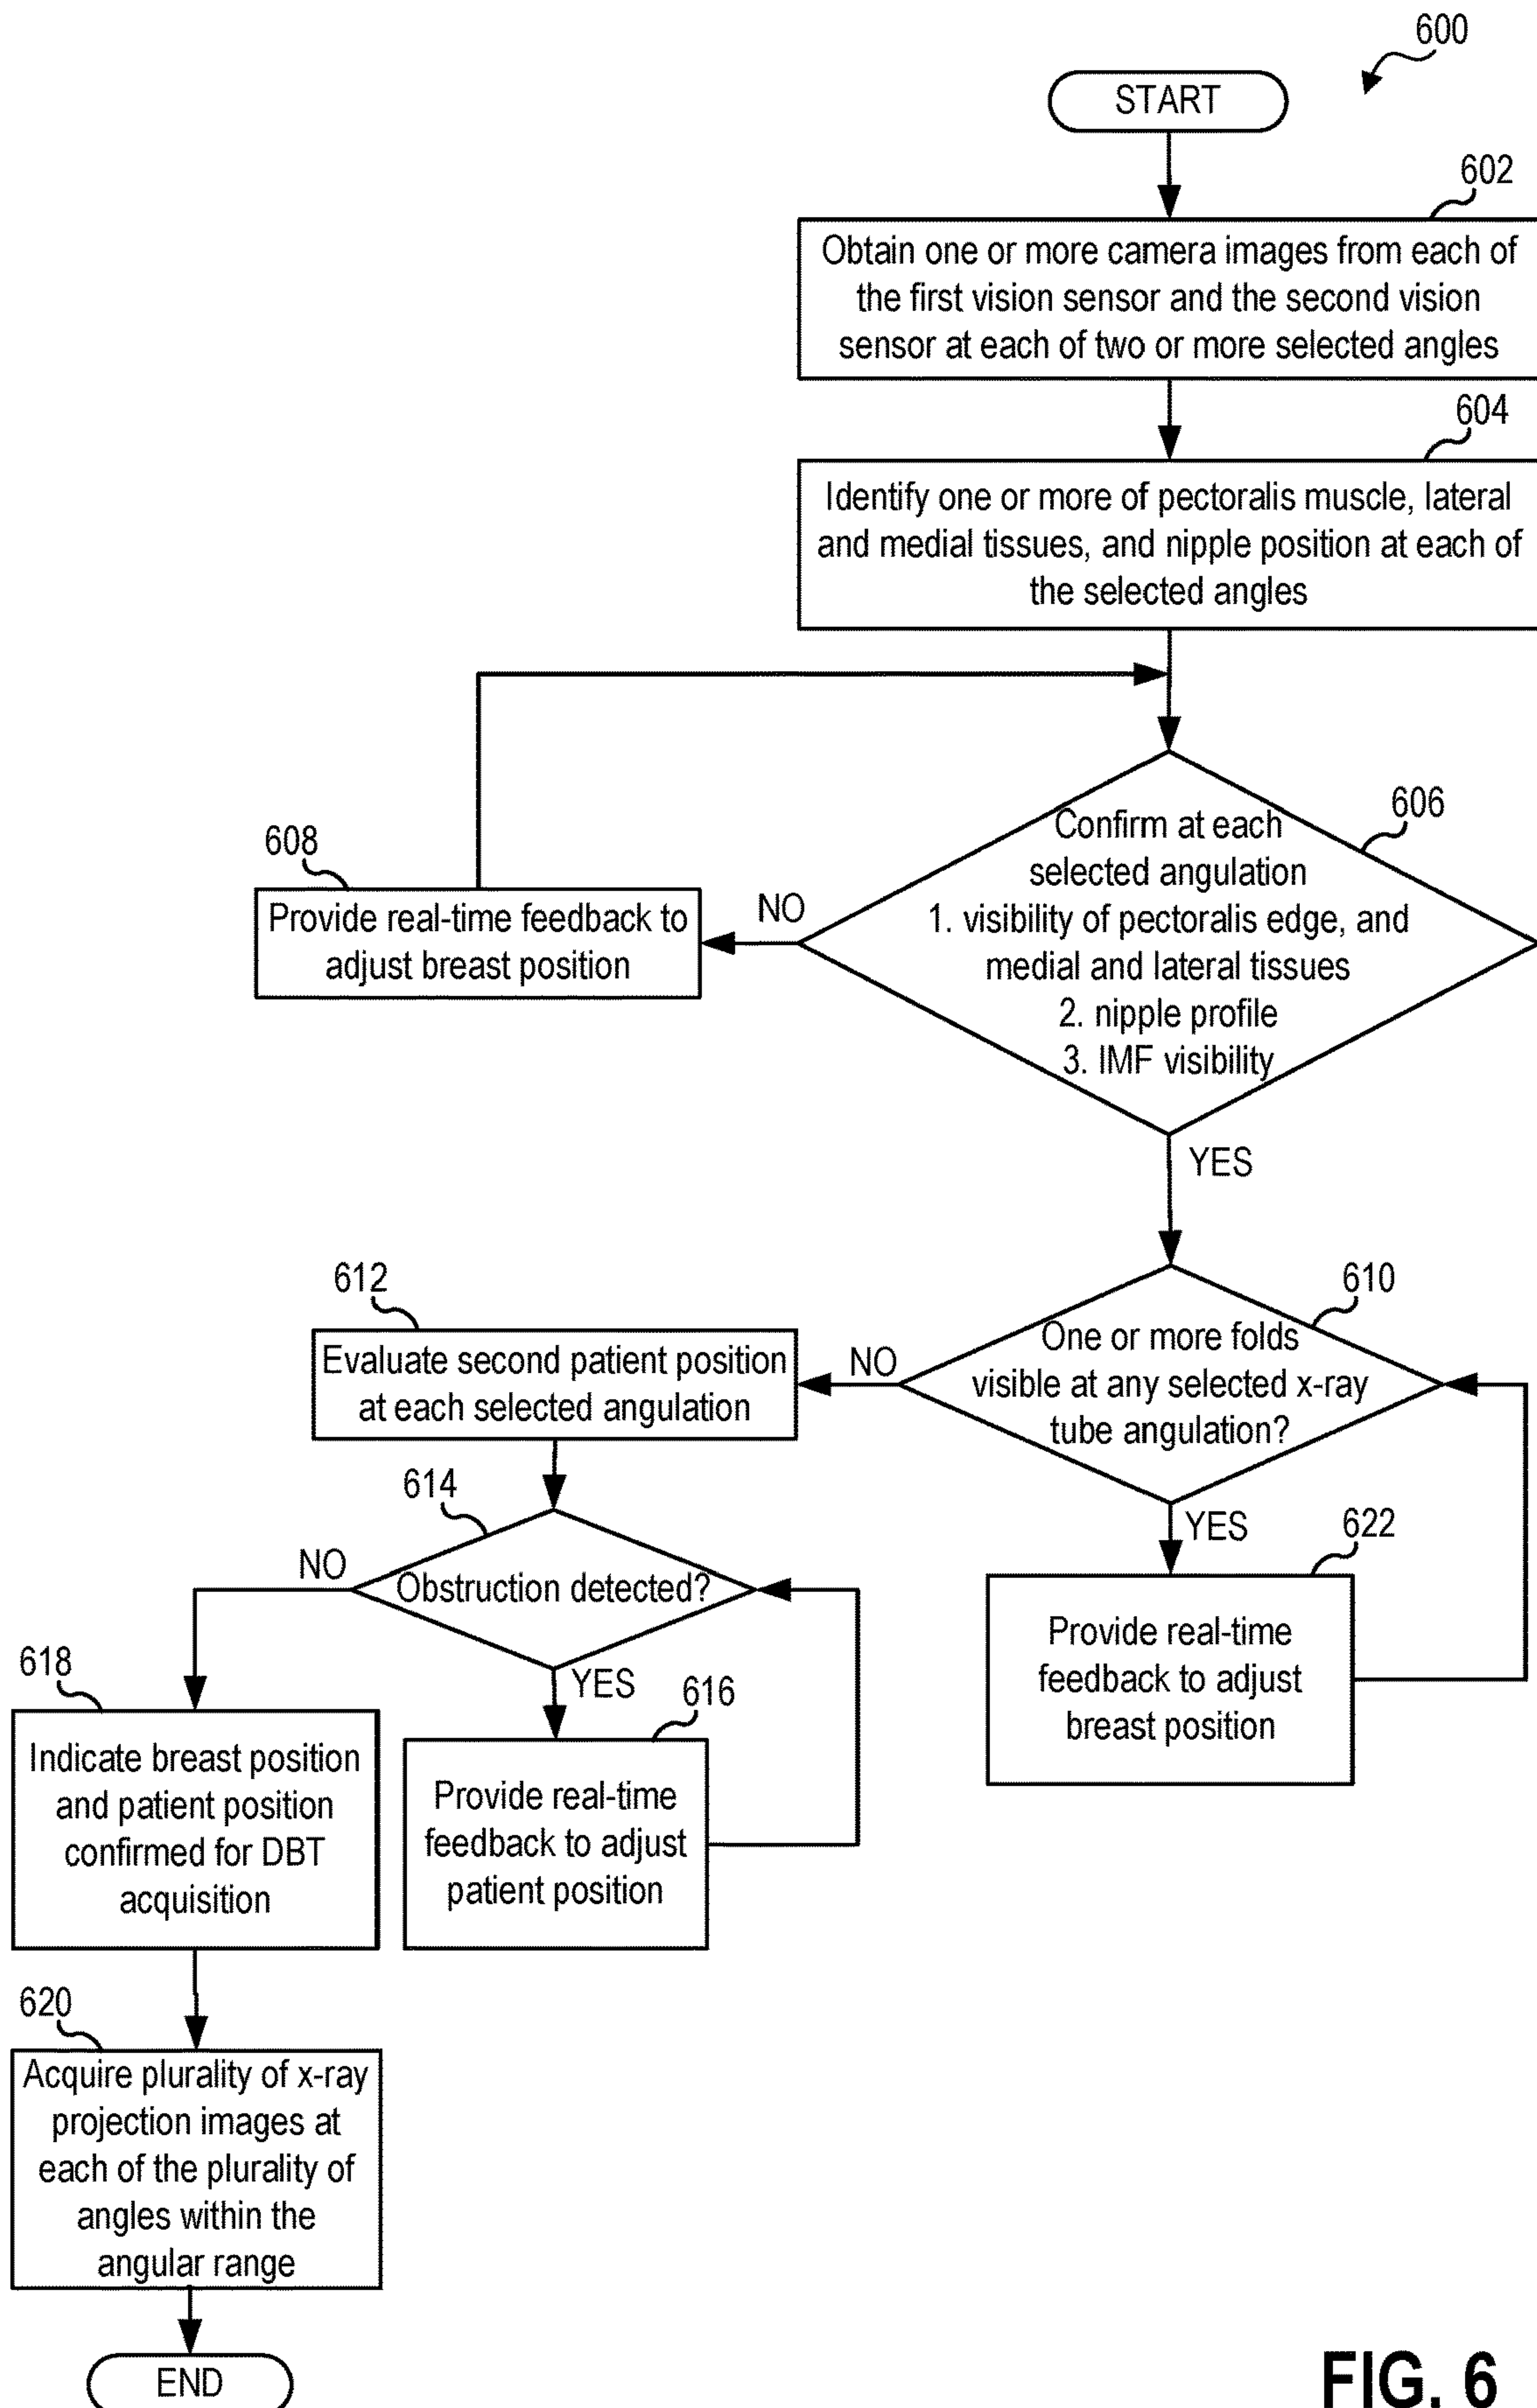 600
START
602
Obtain one or more camera images from each of
the first vision sensor and the second vision
sensor at each of two or more selected angles
604
Identify one or more of pectoralis muscle, lateral
and medial tissues, and nipple position at each of
the selected angles
606
Confirm at each
selected angulation
1. visibility of pectoralis edge, and
medial and lateral tissues
2. nipple profile
3. IMF visibility
NO
608
Provide real-time feedback to
adjust breast position
YES
610
One or more folds
visible at any selected x-ray
tube angulation?
NO
612
Evaluate second patient position
at each selected angulation
YES
622
Provide real-time
feedback to adjust
breast position
614
Obstruction detected?
NO
YES
616
Provide real-time
feedback to adjust
patient position
618
Indicate breast position
and patient position
confirmed for DBT
acquisition
620
Acquire plurality of x-ray
projection images at
each of the plurality of
angles within the
angular range
END
FIG. 6